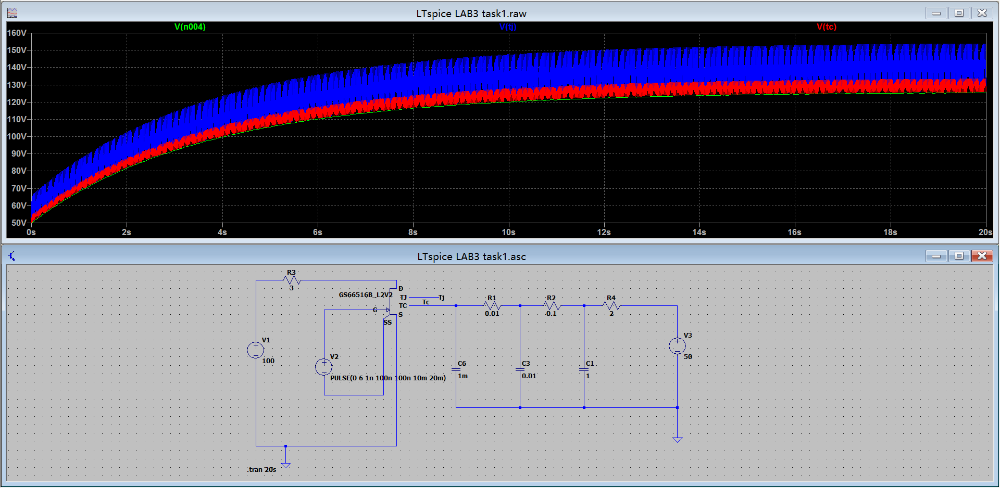 LTspice LAB3 task1.raw
V(n004) V(tj) V(tc)
160V
150V
140V
130V
120V
110V
100V
90V
80V
70V
60V
50V
0s 2s 4s 6s 8s 10s 12s 14s 16s 18s 20s
LTspice LAB3 task1.asc
R3
3
D
GS66516B_L2V2
TJ
Tj
TC
Tc
G
S
SS
R1
0.01
R2
0.1
R4
2
V1
100
V2
PULSE(0 6 1n 100n 100n 10m 20m)
C6
1m
C3
0.01
C1
1
V3
50
.tran 20s